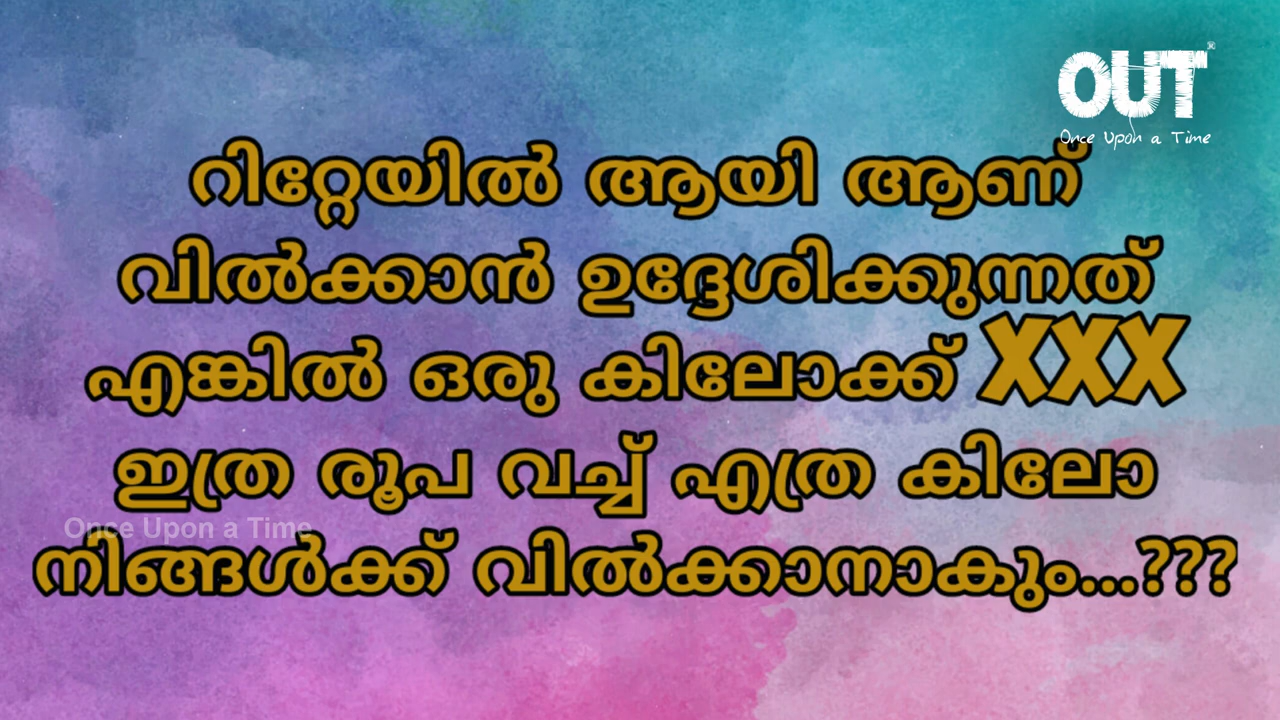 OUT
Once Upon a Time
റിറ്റേയിൽ ആയി ആണ്
വിൽക്കാൻ ഉദ്ദേശിക്കുന്നത്
എങ്കിൽ ഒരു കിലോക്ക് XXX
ഇത്ര രൂപ വച്ച് എത്ര കിലോ
Once Upon a Time
നിങ്ങൾക്ക് വിൽക്കാനാകും...???